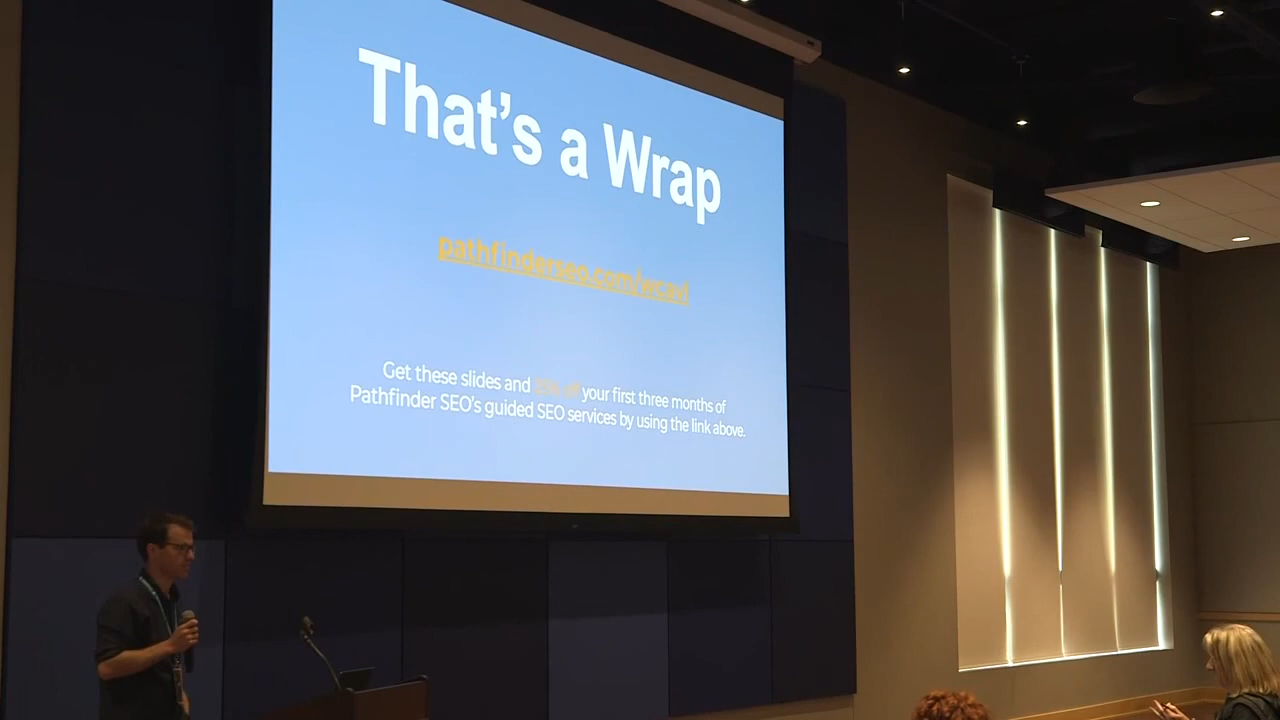 That's a Wrap
pathfinderseo.com/wcavl
Get these slides and your first three months of
Pathfinder SEO's guided SEO services by using the link above.